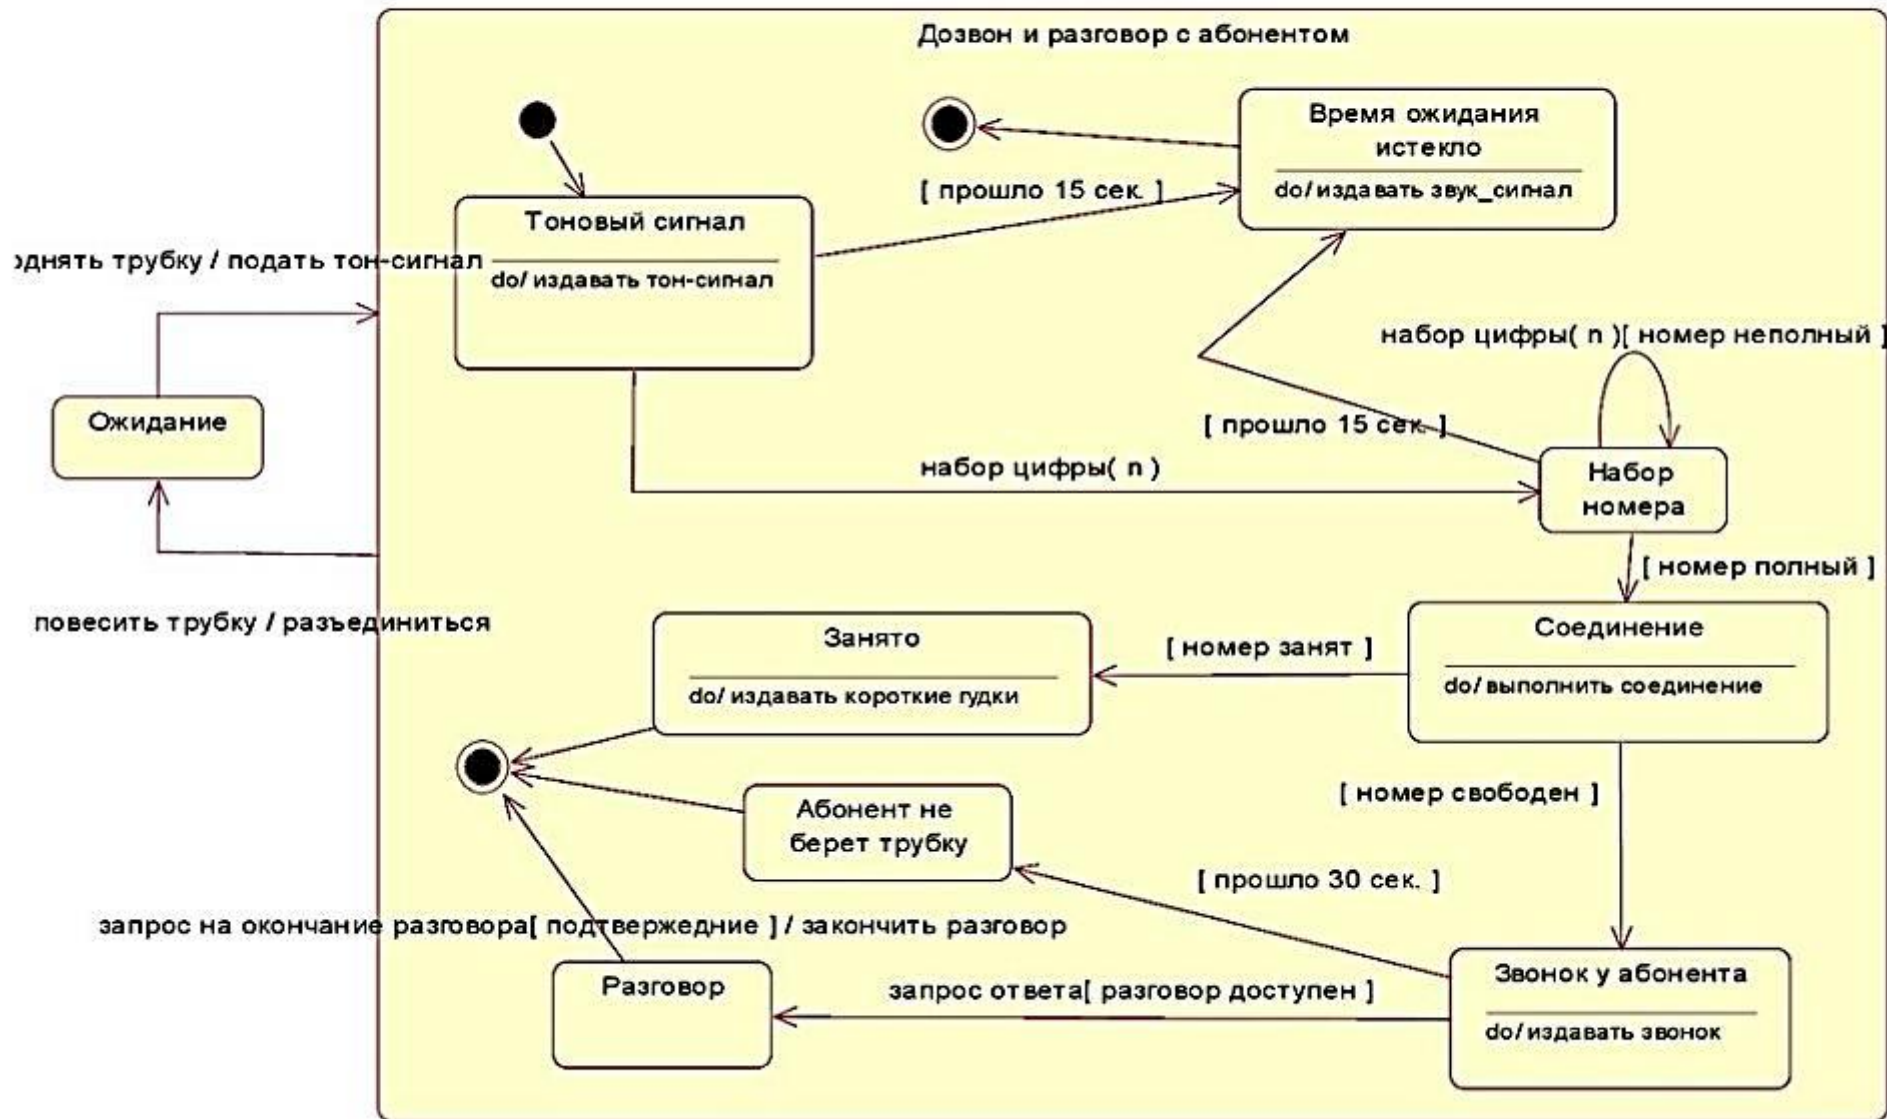 Дозвон и разговор с абонентом
Время ожидания
истекло
do/ издавать звук_сигнал
[ прошло 15 сек. ]
Тоновый сигнал
do/ издавать тон-сигнал
однять трубку / подать тон-сигнал
набор цифры( n )[ номер неполный ]
Ожидание
[ прошло 15 сек. ]
набор цифры( n )
Набор
номера
[ номер полный ]
повесить трубку / разъединиться
Занято
do/ издавать короткие гудки
[ номер занят ]
Соединение
do/ выполнить соединение
[ номер свободен ]
Абонент не
берет трубку
[ прошло 30 сек. ]
запрос на окончание разговора[ подтвержедние ] / закончить разговор
Разговор
запрос ответа[ разговор доступен ]
Звонок у абонента
do/ издавать звонок